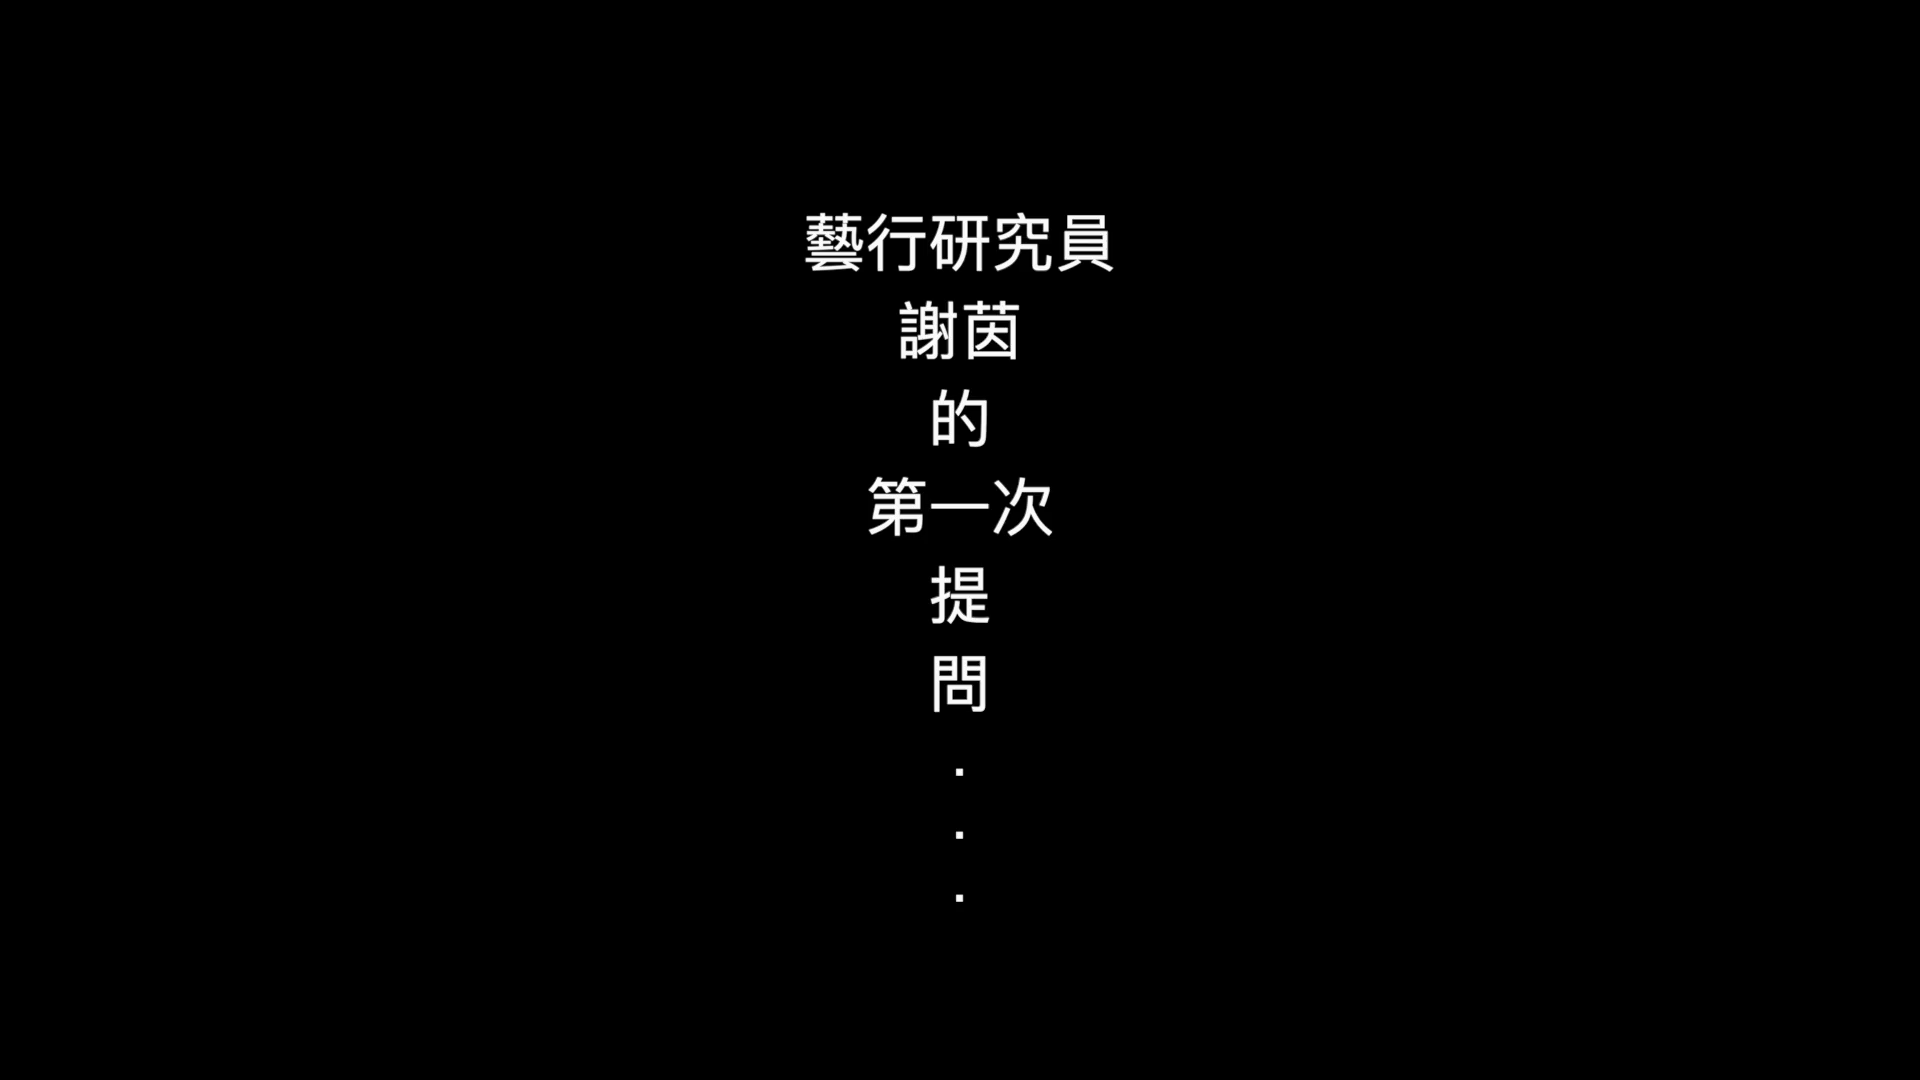 藝行研究員
謝茵
的
第一次
提
問
.
.
.